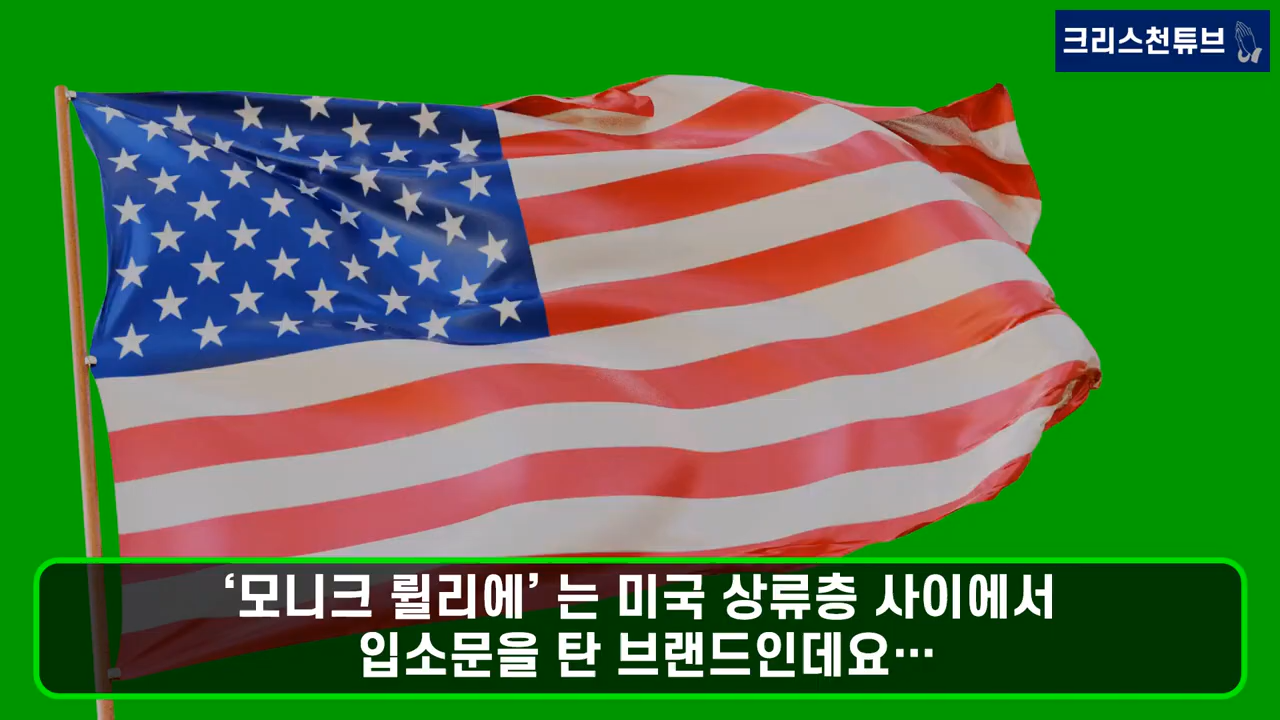 크리스천튜브
‘모니크 뤨리에’ 는 미국 상류층 사이에서
입소문을 탄 브랜드인데요…